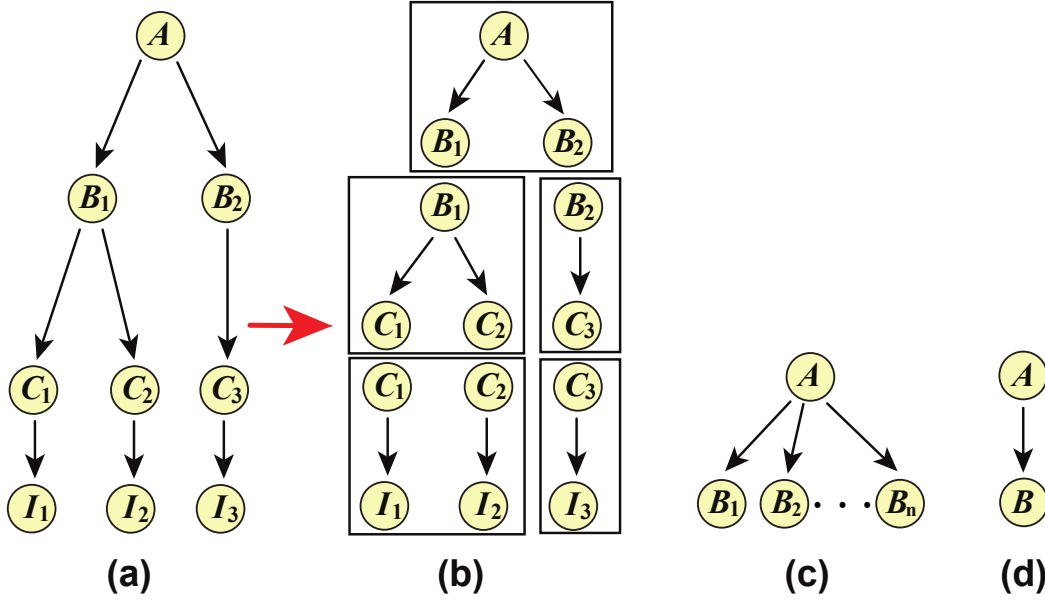 A
A
B₁
B₂
B₁
B₂
B₁
B₂
C₁
C₂
C₃
C₁
C₂
C₃
C₁
C₂
C₃
A
A
I₁
I₂
I₃
I₁
I₂
I₃
B₁
B₂
· · ·
Bₙ
B
(a)
(b)
(c)
(d)